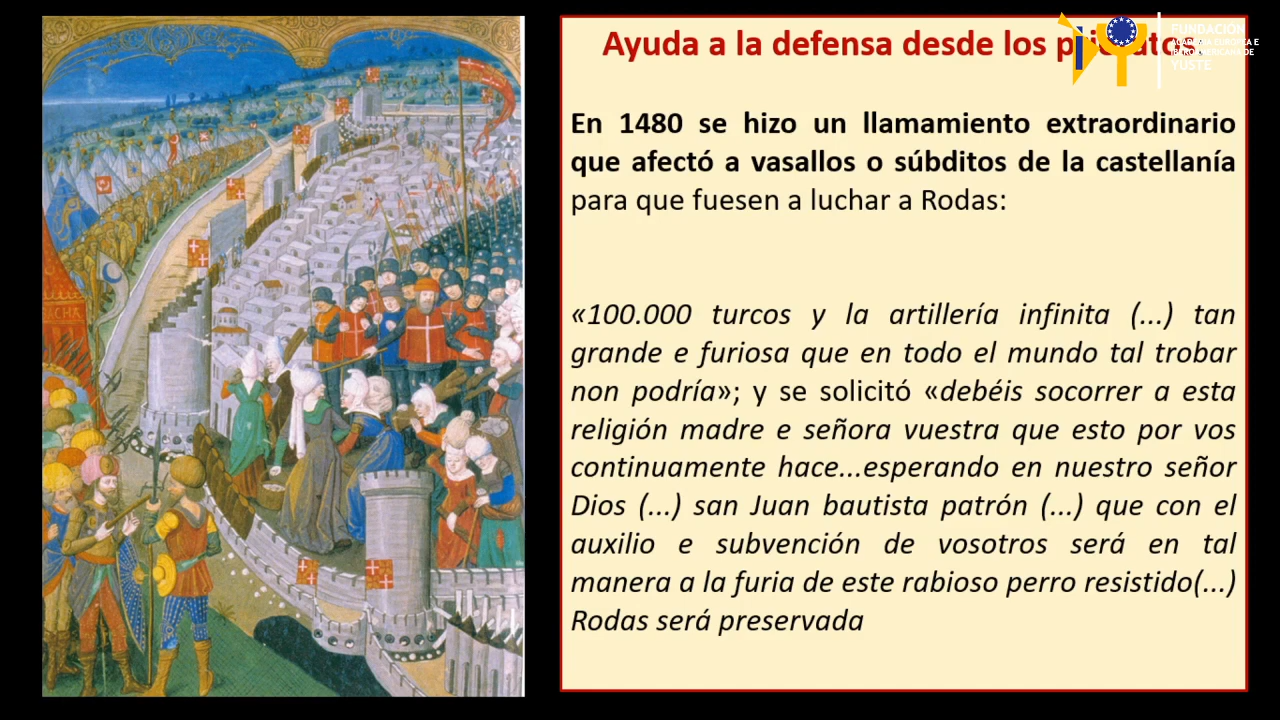 Ayuda a la defensa desde los
FUNDACIÓN
ACADEMIA EUROPEA E
IBEROAMERICANA DE
YUSTE
En 1480 se hizo un llamamiento extraordinario
que afectó a vasallos o súbditos de la castellanía
para que fuesen a luchar a Rodas:
«100.000 turcos y la artillería infinita (...) tan
grande e furiosa que en todo el mundo tal trobar
non podría»; y se solicitó «debéis socorrer a esta
religión madre e señora vuestra que esto por vos
continuamente hace...esperando en nuestro señor
Dios (...) san Juan bautista patrón (...) que con el
auxilio e subvención de vosotros será en tal
manera a la furia de este rabioso perro resistido(...)
Rodas será preservada